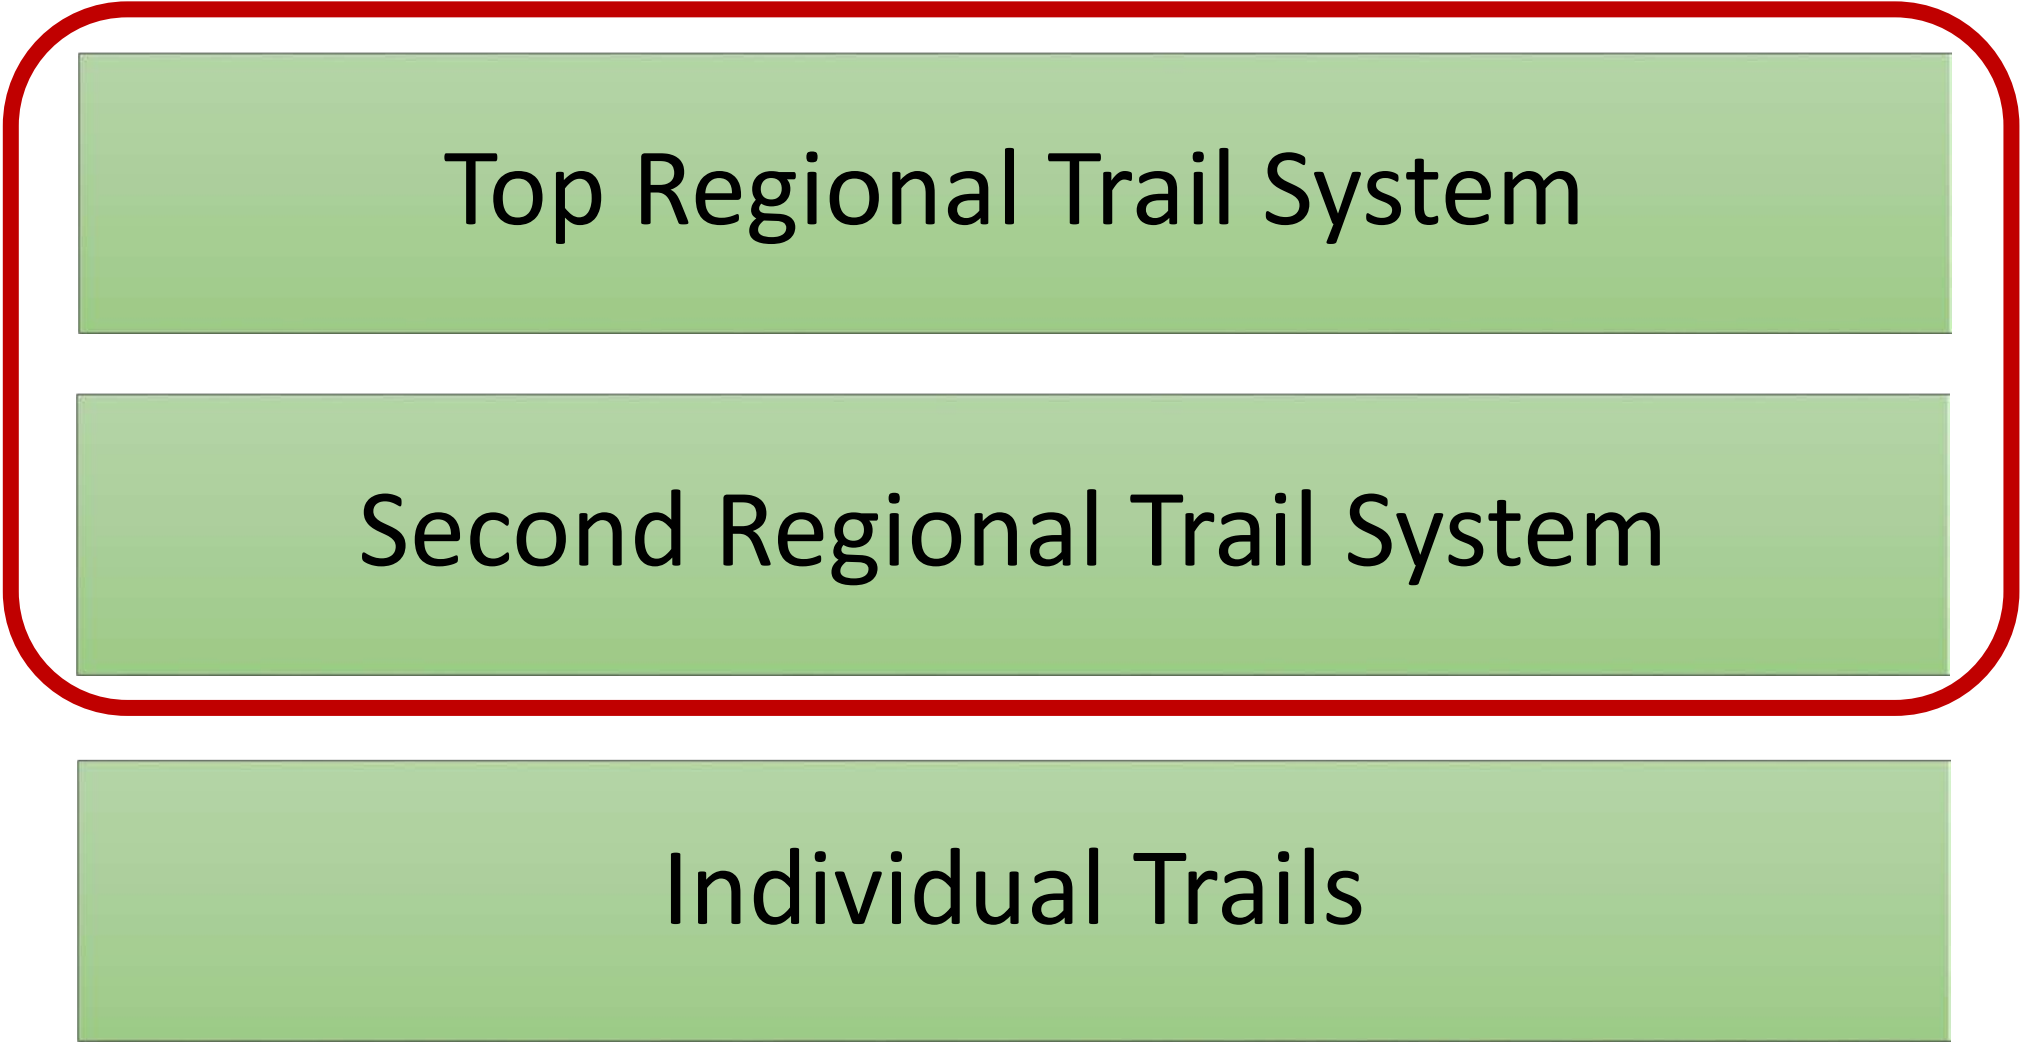 Top Regional Trail System
Second Regional Trail System
Individual Trails